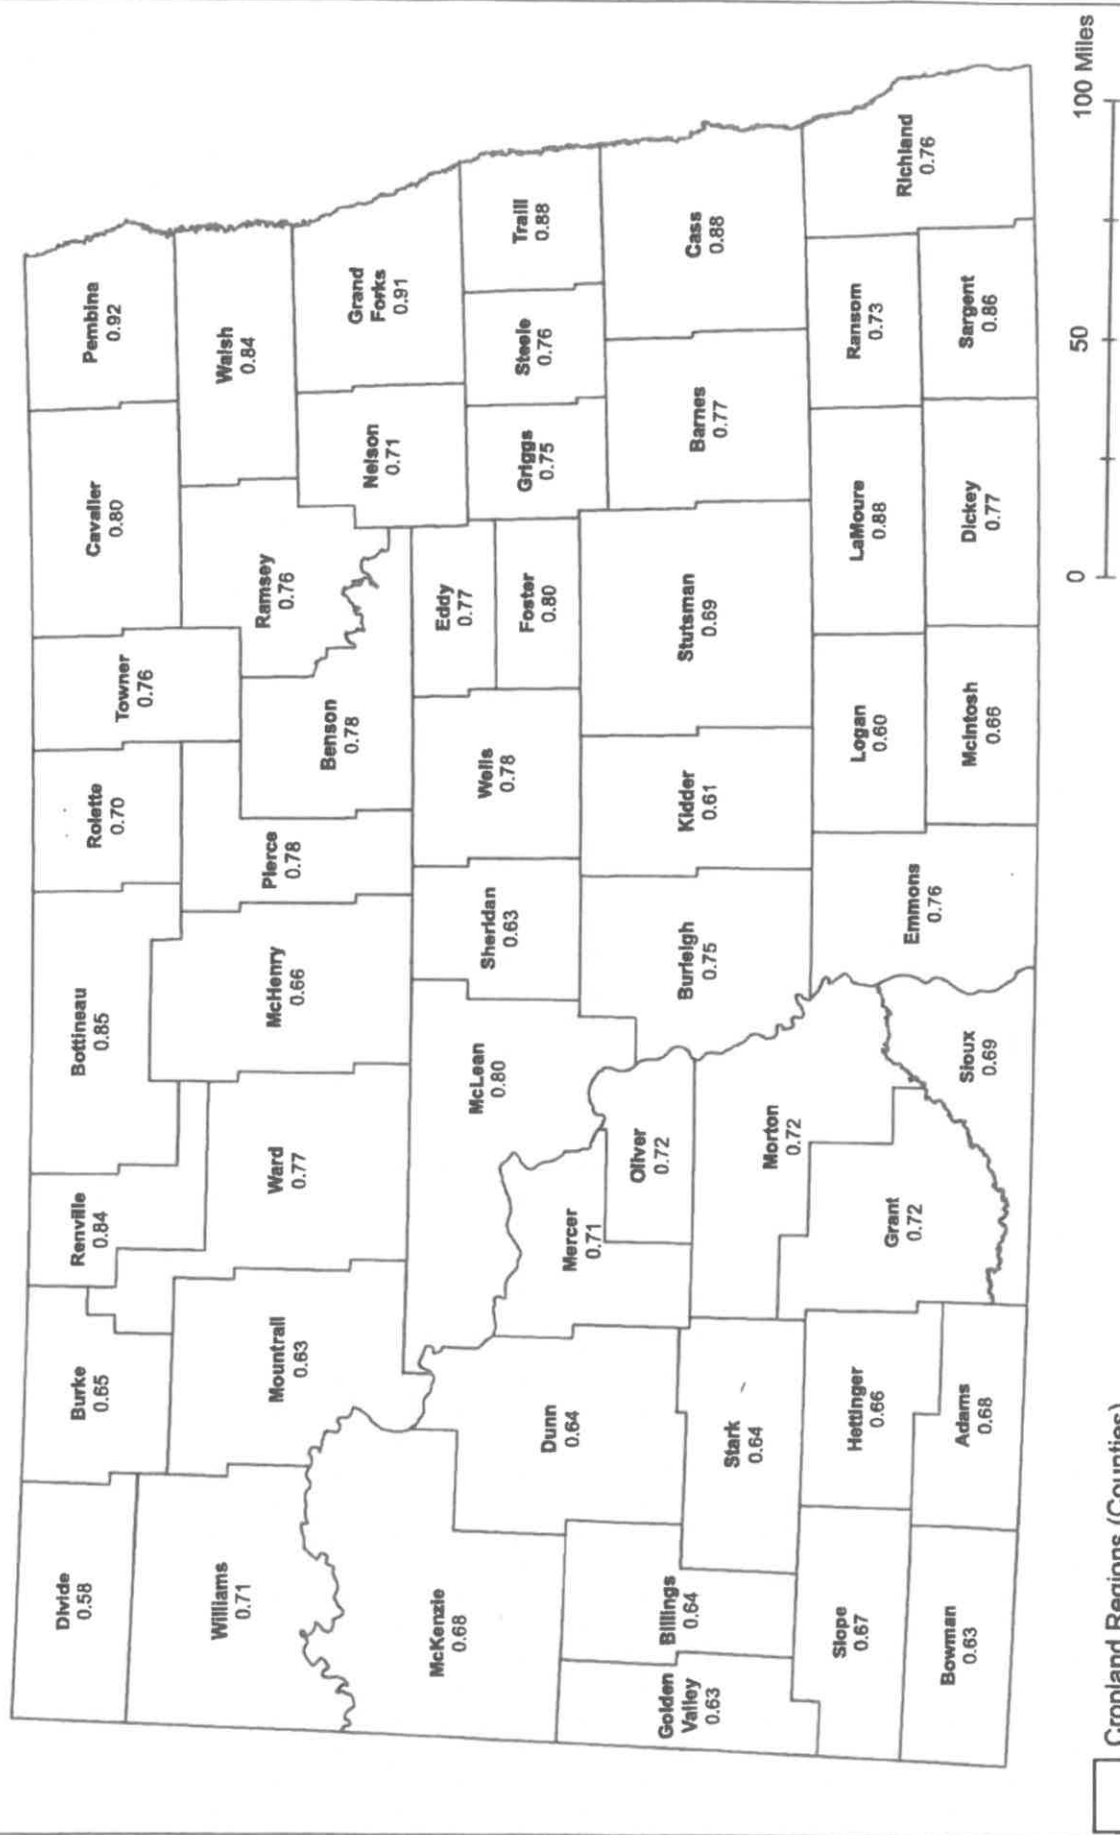 Divide
0.58
Burke
0.65
Renville
0.84
Bottineau
0.85
Rolette
0.70
Towner
0.76
Cavalier
0.80
Pembina
0.92
Williams
0.71
Mountrail
0.63
Ward
0.77
McHenry
0.66
Pierce
0.78
Benson
0.78
Ramsey
0.76
Walsh
0.84
Nelson
0.71
Grand
Forks
0.91
McKenzie
0.68
Dunn
0.64
Mercer
0.71
McLean
0.80
Sheridan
0.63
Wells
0.78
Eddy
0.77
Foster
0.80
Griggs
0.75
Steele
0.76
Traill
0.88
Golden
Valley
0.63
Billings
0.64
Stark
0.64
Oliver
0.72
Morton
0.72
Burleigh
0.75
Kidder
0.61
Stutsman
0.69
Barnes
0.77
Cass
0.88
Slope
0.67
Hettinger
0.66
Grant
0.72
Emmons
0.76
Logan
0.60
LaMoure
0.88
Ransom
0.73
Richland
0.76
Bowman
0.63
Adams
0.68
Sioux
0.69
McIntosh
0.66
Dickey
0.77
Sargent
0.86
Cropland Regions (Counties)
0 50 100 Miles